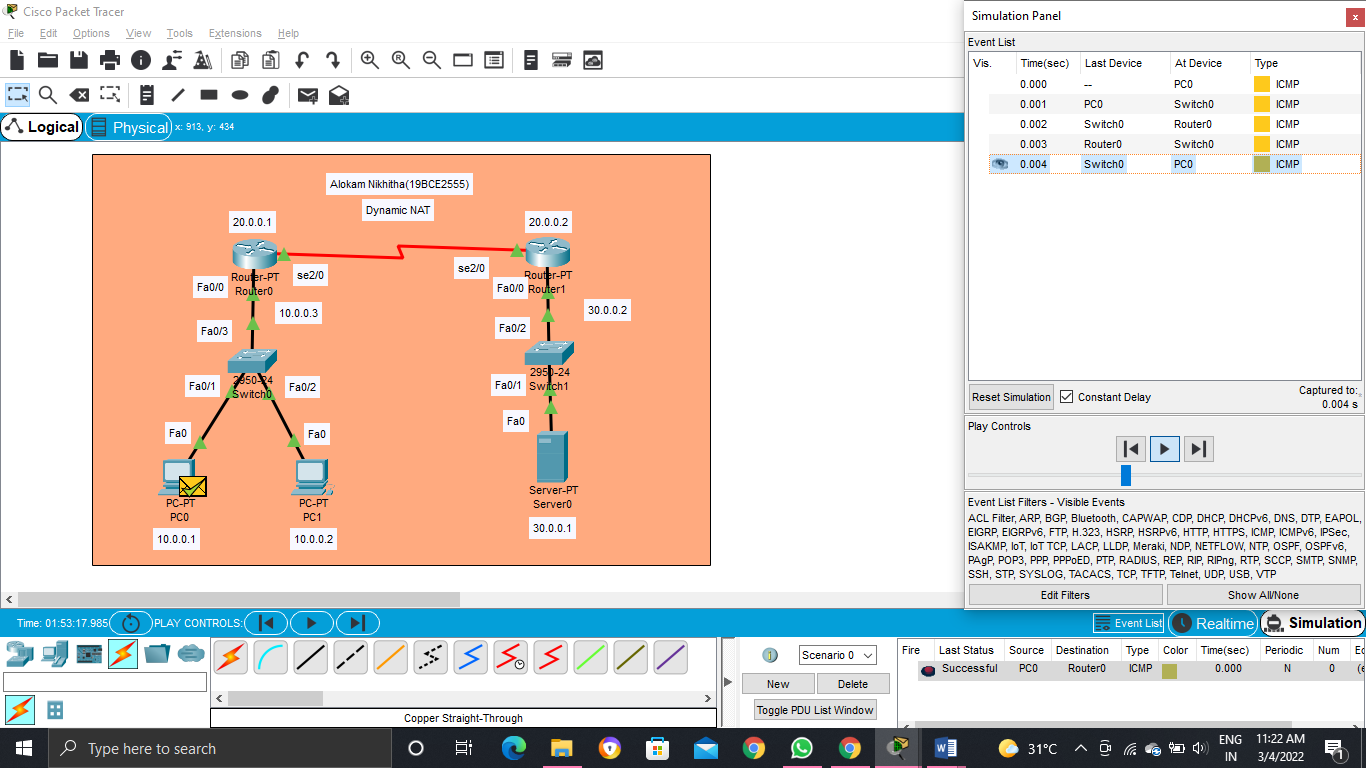 Cisco Packet Tracer
File Edit Options View Tools Extensions Help
Logical Physical x: 913, y: 434
Alokam Nikhitha(19BCE2555)
Dynamic NAT
20.0.0.1
20.0.0.2
Router-PT
Router0
se2/0
se2/0
Router-PT
Router1
Fa0/0
Fa0/0
10.0.0.3
30.0.0.2
Fa0/3
Fa0/2
2950-24
Switch0
2950-24
Switch1
Fa0/1
Fa0/2
Fa0/1
Fa0
Fa0
Fa0
PC-PT
PC0
PC-PT
PC1
Server-PT
Server0
10.0.0.1
10.0.0.2
30.0.0.1
Simulation Panel
x
Event List
Vis. Time(sec) Last Device At Device Type
0.000 -- PC0 ICMP
0.001 PC0 Switch0 ICMP
0.002 Switch0 Router0 ICMP
0.003 Router0 Switch0 ICMP
0.004 Switch0 PC0 ICMP
Reset Simulation Constant Delay
Captured to:
0.004 s
Play Controls
Event List Filters - Visible Events
ACL Filter, ARP, BGP, Bluetooth, CAPWAP, CDP, DHCP, DHCPv6, DNS, DTP, EAPOL,
EIGRP, EIGRPv6, FTP, H.323, HSRP, HSRPv6, HTTP, HTTPS, ICMP, ICMPv6, IPSec,
ISAKMP, IoT, IoT TCP, LACP, LLDP, Meraki, NDP, NETFLOW, NTP, OSPF, OSPFv6,
PAgP, POP3, PPP, PPPoED, PTP, RADIUS, REP, RIP, RIPng, RTP, SCCP, SMTP, SNMP,
SSH, STP, SYSLOG, TACACS, TCP, TFTP, Telnet, UDP, USB, VTP
Edit Filters Show All/None
Time: 01:53:17.985 PLAY CONTROLS:
Event List Realtime Simulation
Copper Straight-Through
Scenario 0
New Delete
Toggle PDU List Window
Fire Last Status Source Destination Type Color Time(sec) Periodic Num Ed
Successful PC0 Router0 ICMP 0.000 N 0 (e
Type here to search
31°C
ENG
IN
11:22 AM
3/4/2022
1